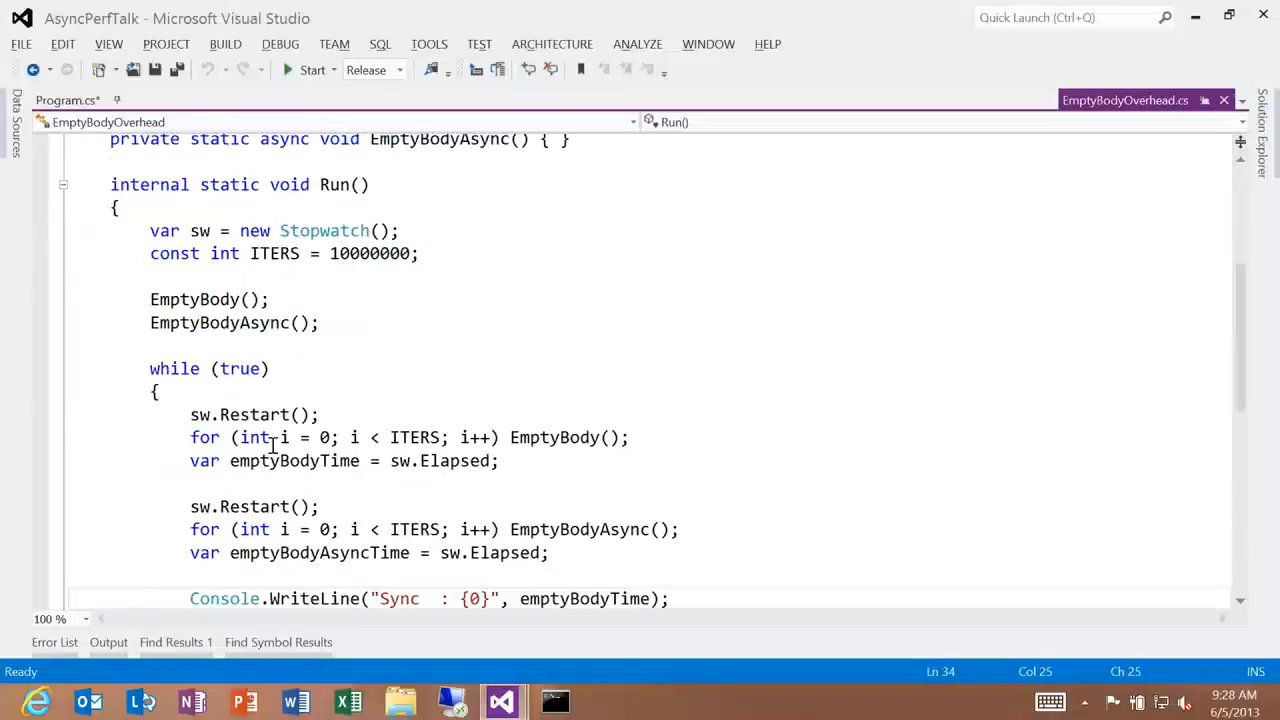 AsyncPerfTalk - Microsoft Visual Studio
Quick Launch (Ctrl+Q)
FILE EDIT VIEW PROJECT BUILD DEBUG TEAM SQL TOOLS TEST ARCHITECTURE ANALYZE WINDOW HELP
Start Release
Program.cs*
EmptyBodyOverhead.cs
EmptyBodyOverhead
Run()
Data Sources
Solution Explorer
private static async void EmptyBodyAsync() { }
internal static void Run()
{
var sw = new Stopwatch();
const int ITERS = 10000000;
EmptyBody();
EmptyBodyAsync();
while (true)
{
sw.Restart();
for (int i = 0; i < ITERS; i++) EmptyBody();
var emptyBodyTime = sw.Elapsed;
sw.Restart();
for (int i = 0; i < ITERS; i++) EmptyBodyAsync();
var emptyBodyAsyncTime = sw.Elapsed;
Console.WriteLine("Sync  : {0}", emptyBodyTime);
100 %
Error List Output Find Results 1 Find Symbol Results
Ready Ln 34 Col 25 Ch 25 INS
9:28 AM
6/5/2013